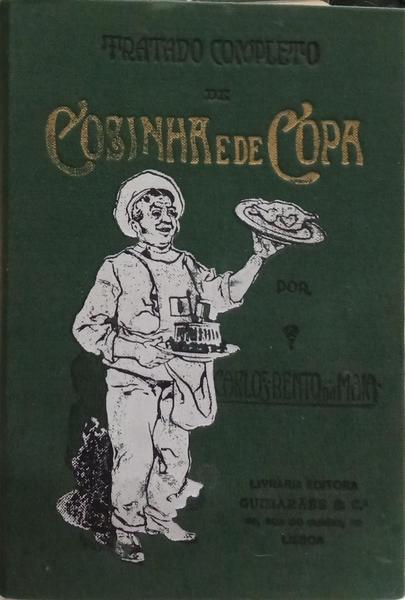 TRATADO COMPLETO
DE
COSINHA E DE COPA
POR
CARLOS BENTO DA MAIA
LIVRARIA EDITORA
GUIMARÃES & C.ª
LISBOA